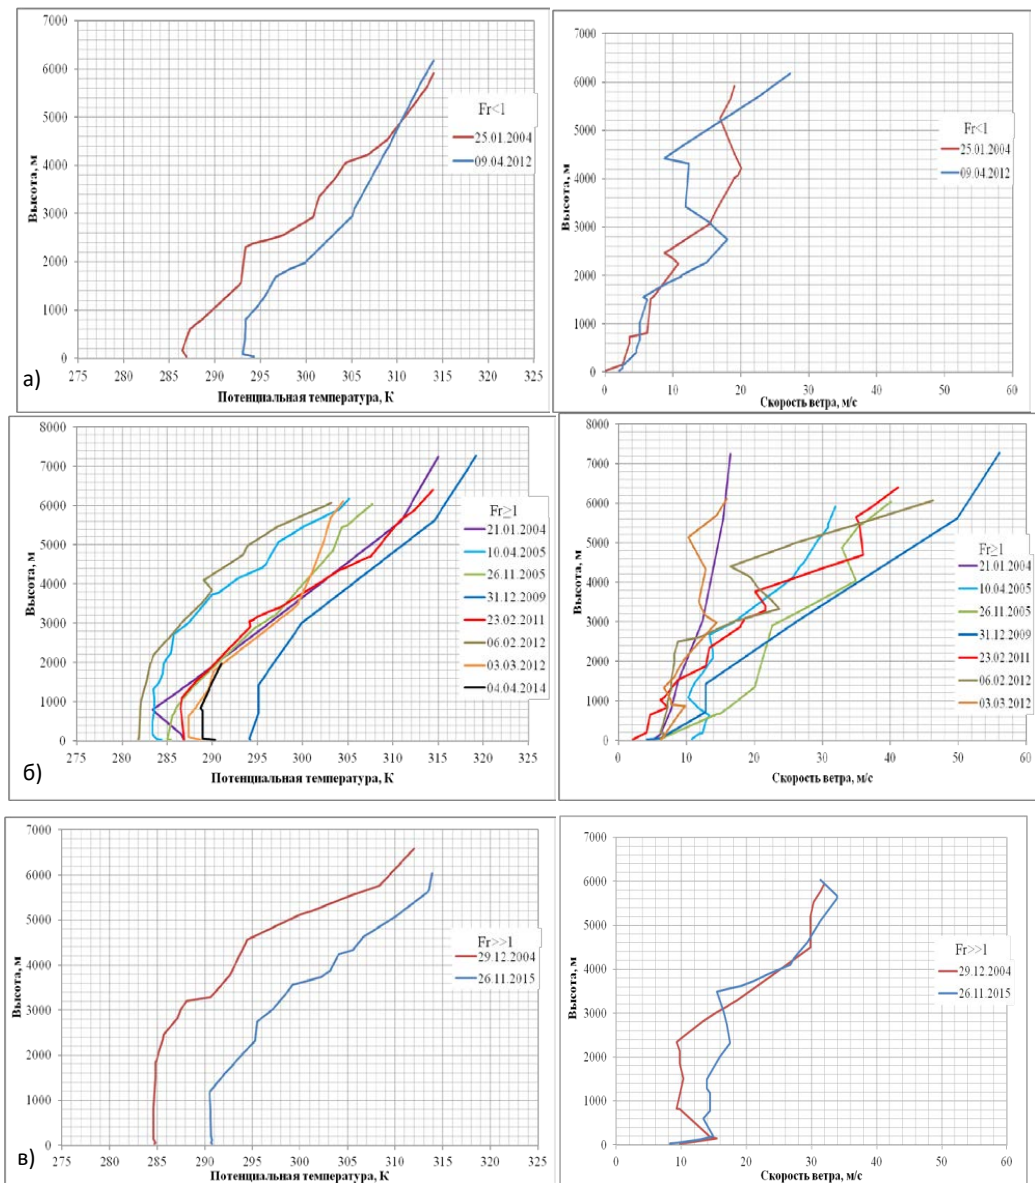 7000
6000
5000
4000
3000
2000
1000
0
Высота, м
275 280 285 290 295 300 305 310 315 320 325
Потенциальная температура, К
Fr<1
25.01.2004
09.04.2012
а)
7000
6000
5000
4000
3000
2000
1000
0
Высота, м
0 10 20 30 40 50 60
Скорость ветра, м/с
Fr<1
25.01.2004
09.04.2012
8000
7000
6000
5000
4000
3000
2000
1000
0
Высота, м
275 280 285 290 295 300 305 310 315 320 325
Потенциальная температура, К
Fr≥1
21.01.2004
10.04.2005
26.11.2005
31.12.2009
23.02.2011
06.02.2012
03.03.2012
04.04.2014
б)
8000
7000
6000
5000
4000
3000
2000
1000
0
Высота, м
0 10 20 30 40 50 60
Скорость ветра, м/с
Fr≥1
21.01.2004
10.04.2005
26.11.2005
31.12.2009
23.02.2011
06.02.2012
03.03.2012
7000
6000
5000
4000
3000
2000
1000
0
Высота, м
275 280 285 290 295 300 305 310 315 320 325
Потенциальная температура, К
Fr>>1
29.12.2004
26.11.2015
в)
7000
6000
5000
4000
3000
2000
1000
0
Высота, м
0 10 20 30 40 50 60
Скорость ветра, м/с
Fr>>1
29.12.2004
26.11.2015